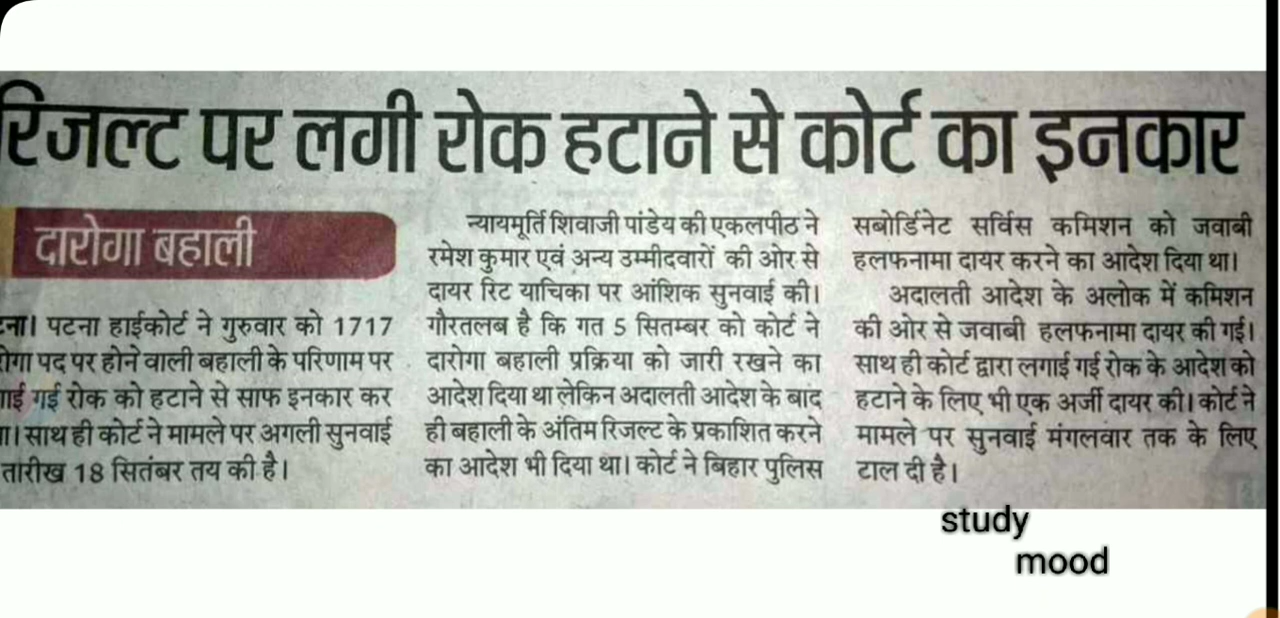 रिजल्ट पर लगी रोक हटाने से कोर्ट का इनकार
दारोगा बहाली
टना। पटना हाईकोर्ट ने गुरुवार को 1717
रोगा पद पर होने वाली बहाली के परिणाम पर
गाई गई रोक को हटाने से साफ इनकार कर
ा। साथ ही कोर्ट ने मामले पर अगली सुनवाई
तारीख 18 सितंबर तय की है।
न्यायमूर्ति शिवाजी पांडेय की एकलपीठ ने
रमेश कुमार एवं अन्य उम्मीदवारों की ओर से
दायर रिट याचिका पर आंशिक सुनवाई की।
गौरतलब है कि गत 5 सितम्बर को कोर्ट ने
दारोगा बहाली प्रक्रिया को जारी रखने का
आदेश दिया था लेकिन अदालती आदेश के बाद
ही बहाली के अंतिम रिजल्ट के प्रकाशित करने
का आदेश भी दिया था। कोर्ट ने बिहार पुलिस
सबोर्डिनेट सर्विस कमिशन को जवाबी
हलफनामा दायर करने का आदेश दिया था।
अदालती आदेश के अलोक में कमिशन
की ओर से जवाबी हलफनामा दायर की गई।
साथ ही कोर्ट द्वारा लगाई गई रोक के आदेश को
हटाने के लिए भी एक अर्जी दायर की। कोर्ट ने
मामले पर सुनवाई मंगलवार तक के लिए
टाल दी है।
study
mood